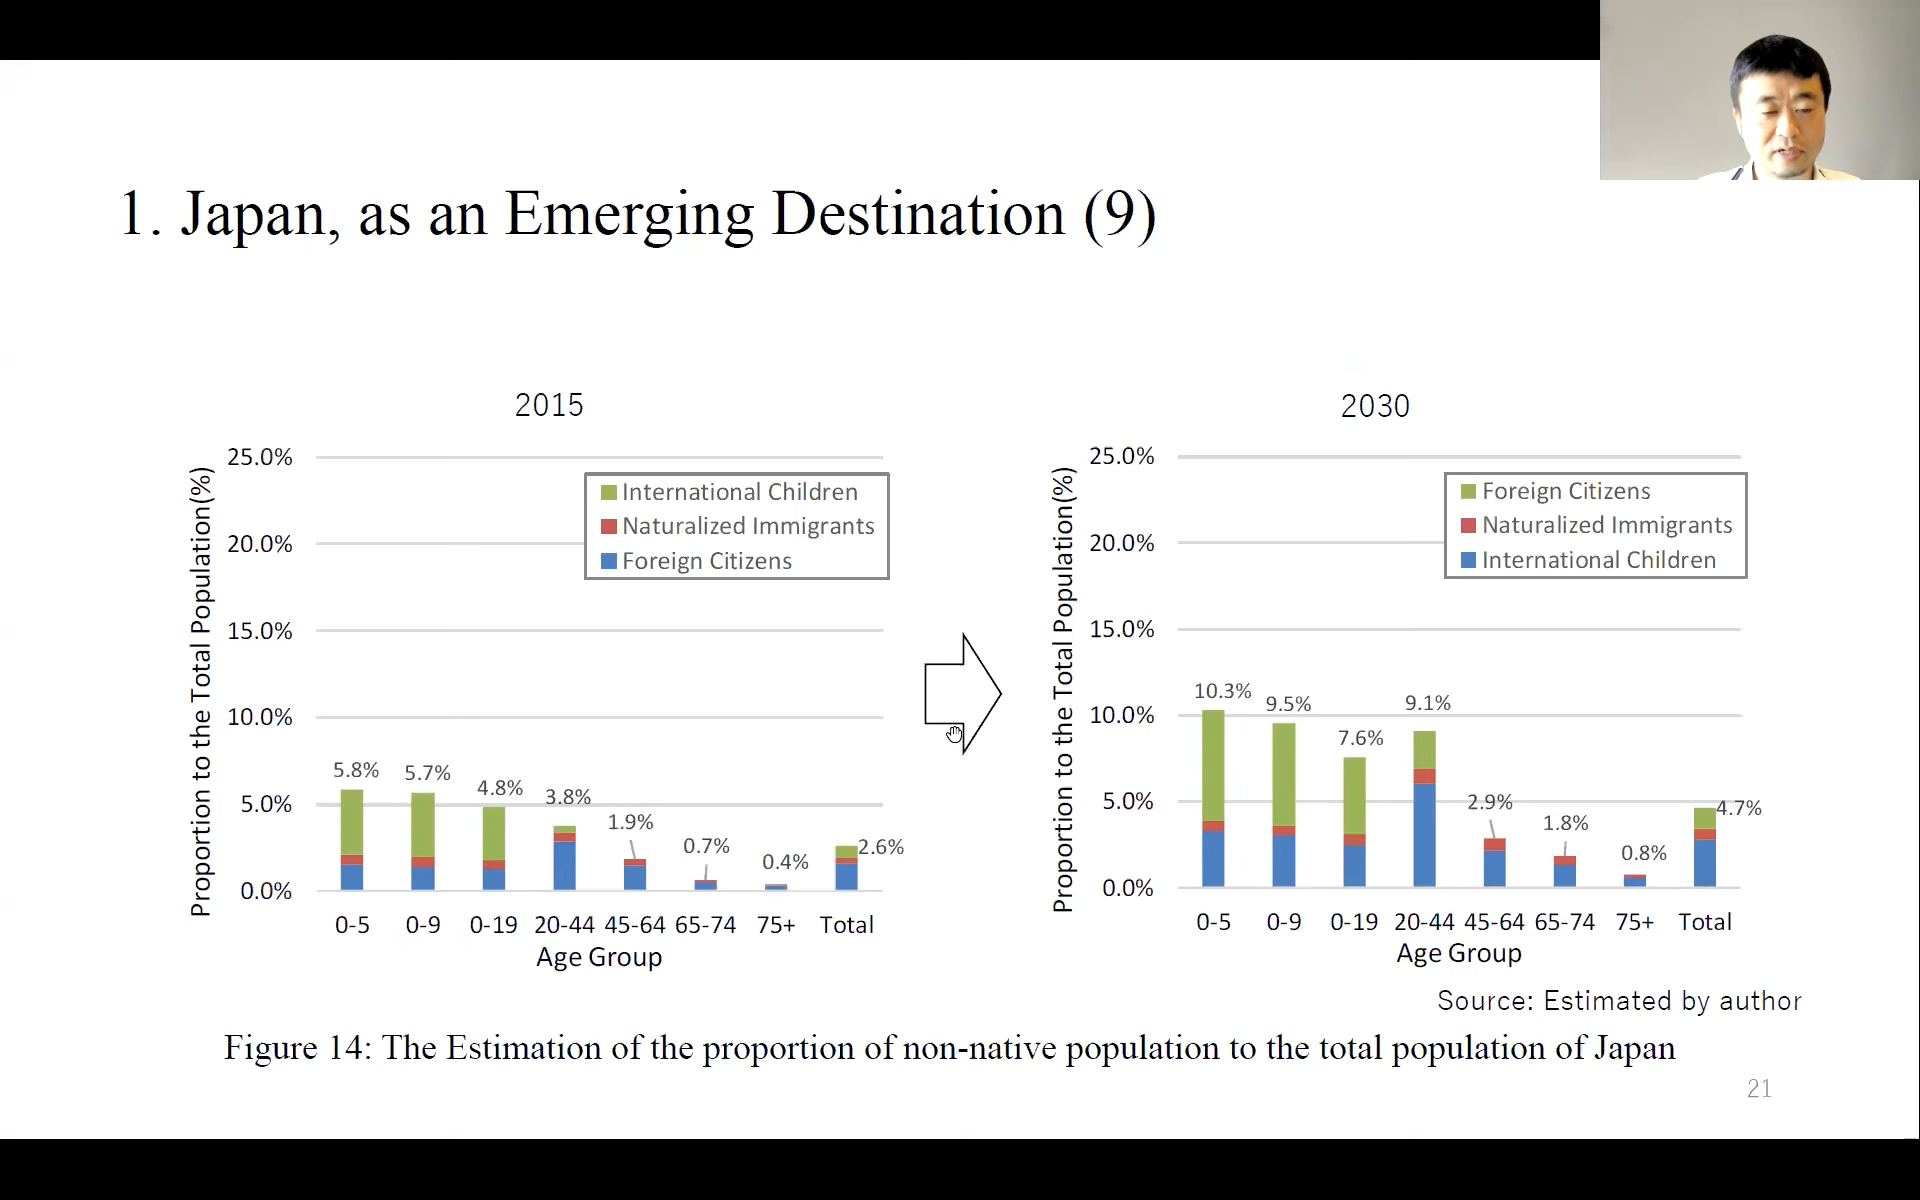 1. Japan, as an Emerging Destination (9)
2015
25.0%
20.0%
15.0%
10.0%
5.0%
0.0%
Proportion to the Total Population(%)
International Children
Naturalized Immigrants
Foreign Citizens
5.8%
5.7%
4.8%
3.8%
1.9%
0.7%
0.4%
2.6%
0-5 0-9 0-19 20-44 45-64 65-74 75+ Total
Age Group
2030
25.0%
20.0%
15.0%
10.0%
5.0%
0.0%
Proportion to the Total Population(%)
Foreign Citizens
Naturalized Immigrants
International Children
10.3%
9.5%
7.6%
9.1%
2.9%
1.8%
0.8%
4.7%
0-5 0-9 0-19 20-44 45-64 65-74 75+ Total
Age Group
Source: Estimated by author
Figure 14: The Estimation of the proportion of non-native population to the total population of Japan
21